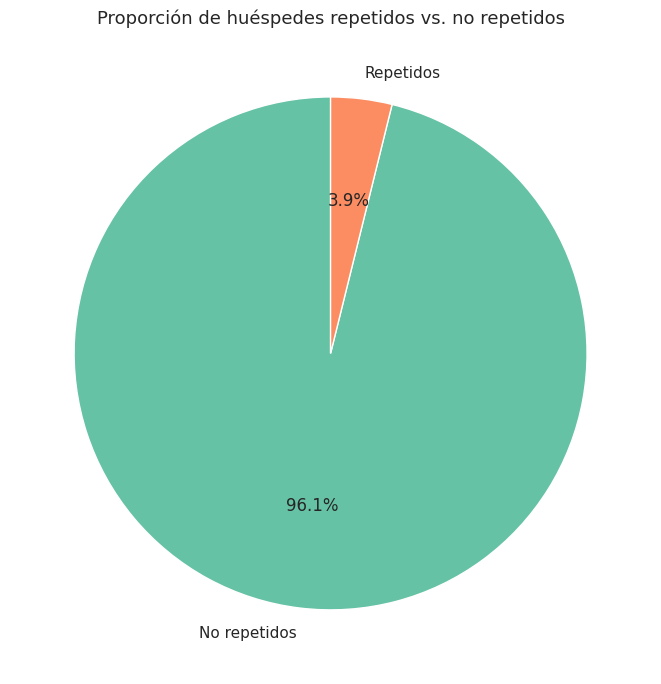 Proporción de huéspedes repetidos vs. no repetidos
Repetidos
3.9%
96.1%
No repetidos